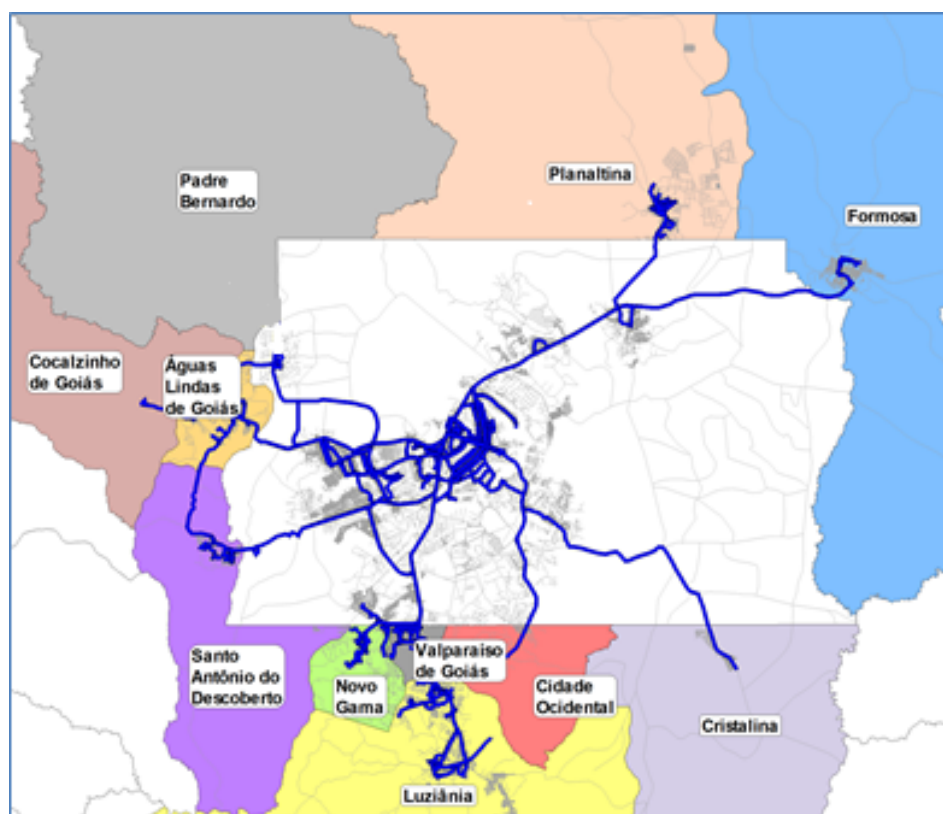 Planaltina
Padre
Bernardo
Formosa
Cocalzinho
de Goiás
Águas
Lindas
de Goiás
Santo
Antônio do
Descoberto
Novo
Gama
Valparaiso
de Goiás
Cidade
Ocidental
Cristalina
Luziânia